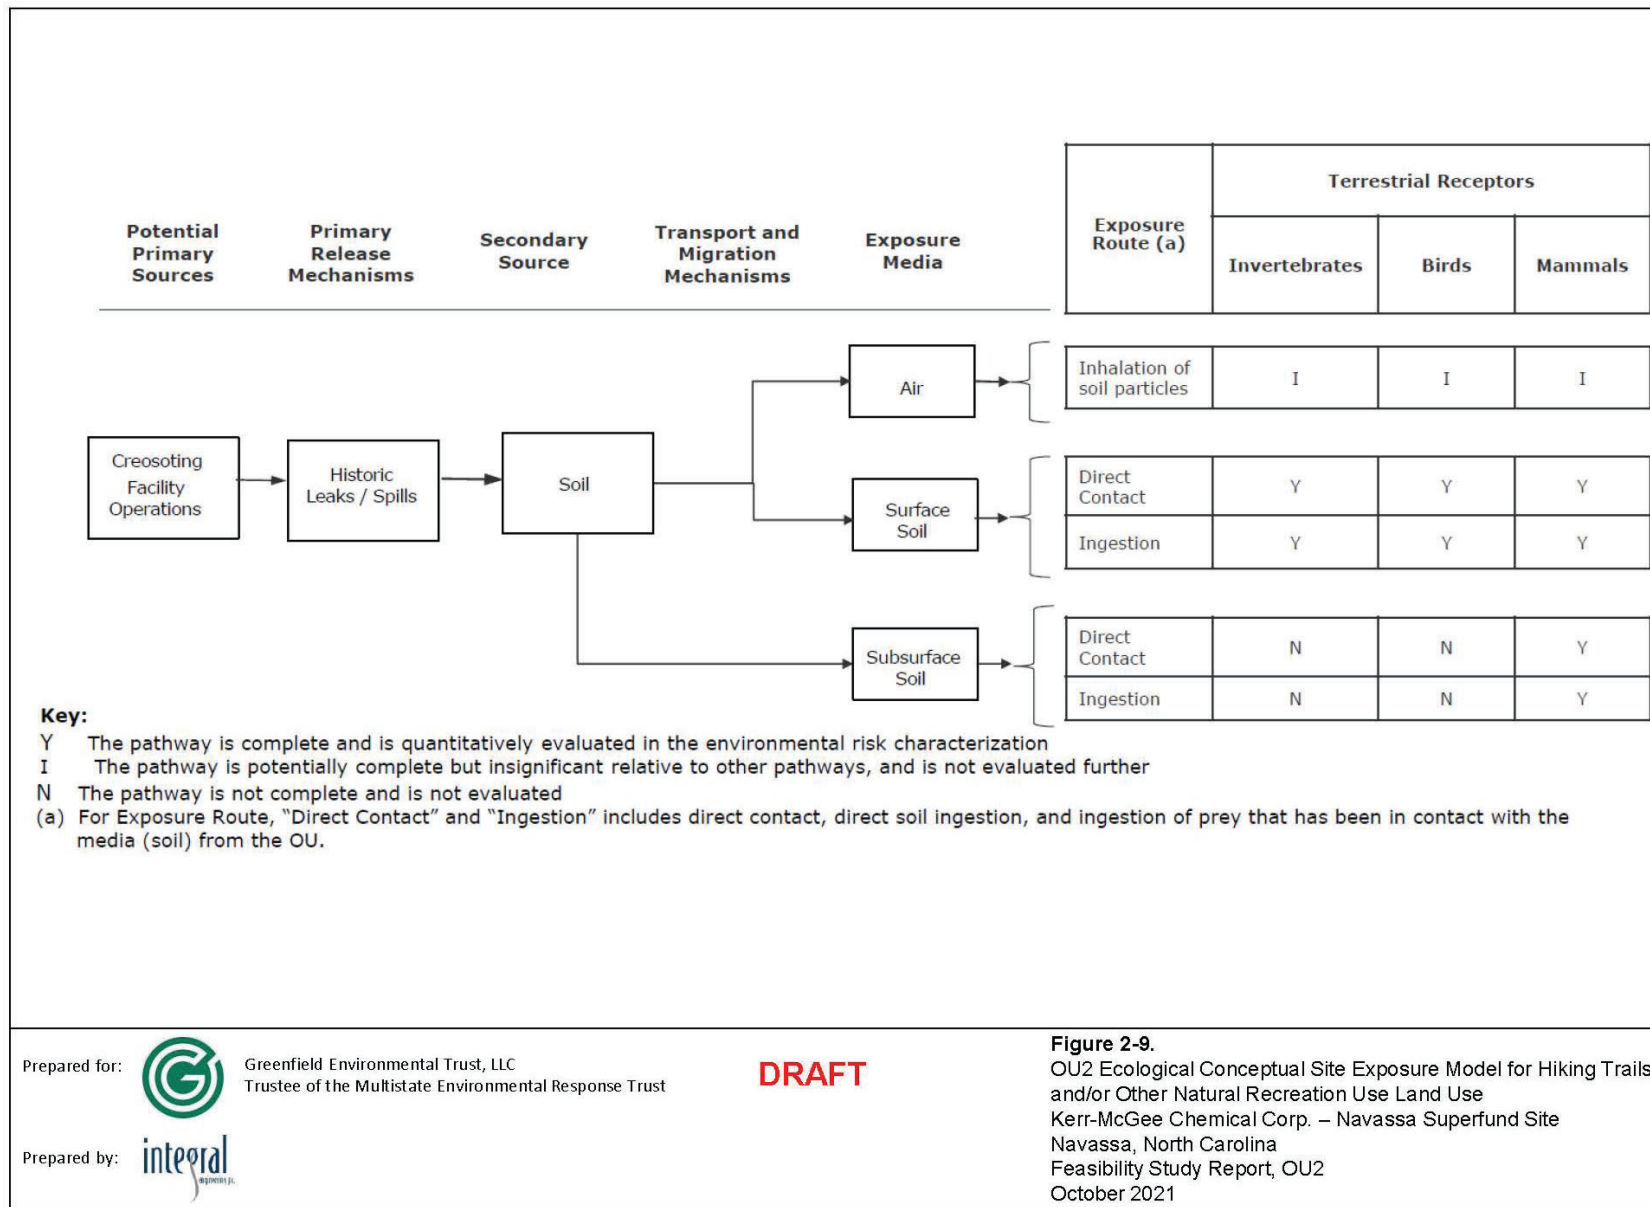 Potential
Primary
Sources
Primary
Release
Mechanisms
Secondary
Source
Transport and
Migration
Mechanisms
Exposure
Media
Exposure
Route (a)
Terrestrial Receptors
Invertebrates
Birds
Mammals
Creosoting
Facility
Operations
Historic
Leaks / Spills
Soil
Air
Inhalation of
soil particles
I I I
Surface
Soil
Direct
Contact
Y Y Y
Ingestion Y Y Y
Subsurface
Soil
Direct
Contact
N N Y
Ingestion N N Y
Key:
Y The pathway is complete and is quantitatively evaluated in the environmental risk characterization
I The pathway is potentially complete but insignificant relative to other pathways, and is not evaluated further
N The pathway is not complete and is not evaluated
(a) For Exposure Route, “Direct Contact” and “Ingestion” includes direct contact, direct soil ingestion, and ingestion of prey that has been in contact with the
media (soil) from the OU.
Prepared for:
Greenfield Environmental Trust, LLC
Trustee of the Multistate Environmental Response Trust
Prepared by:
integral
DRAFT
Figure 2-9.
OU2 Ecological Conceptual Site Exposure Model for Hiking Trails
and/or Other Natural Recreation Use Land Use
Kerr-McGee Chemical Corp. – Navassa Superfund Site
Navassa, North Carolina
Feasibility Study Report, OU2
October 2021